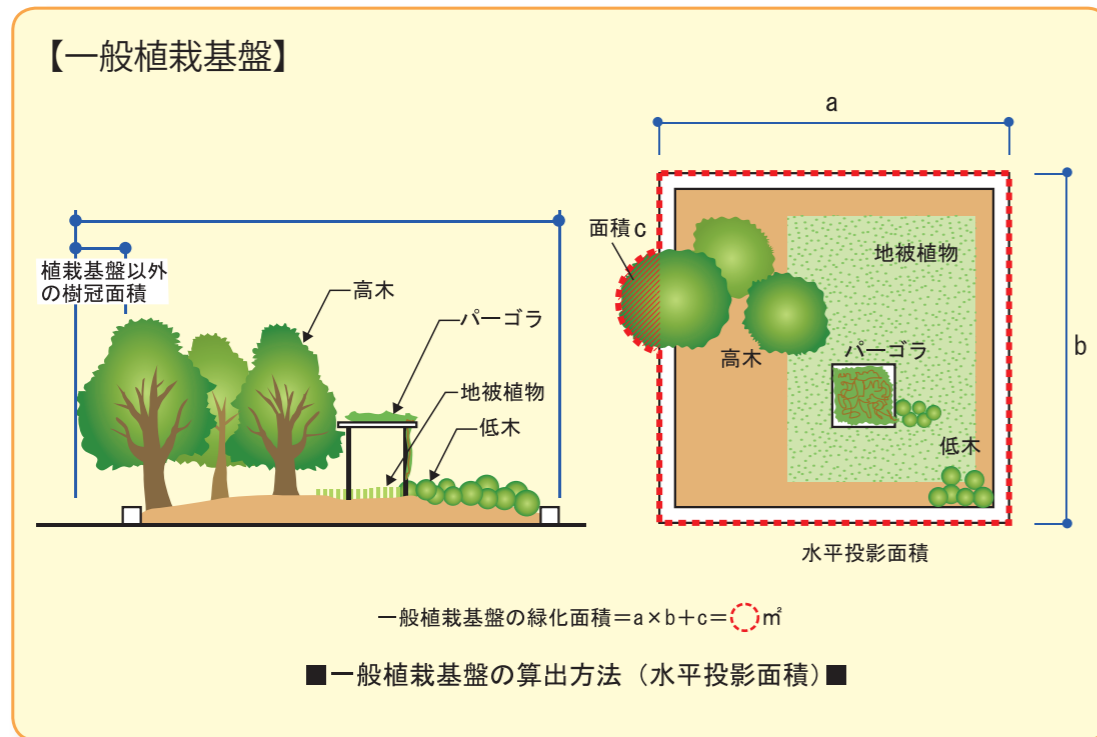 【一般植栽基盤】
植栽基盤以外
の樹冠面積
高木
パーゴラ
地被植物
低木
a
b
面積c
地被植物
高木
パーゴラ
低木
水平投影面積
一般植栽基盤の緑化面積＝a×b＋c＝◯㎡
■一般植栽基盤の算出方法（水平投影面積）■